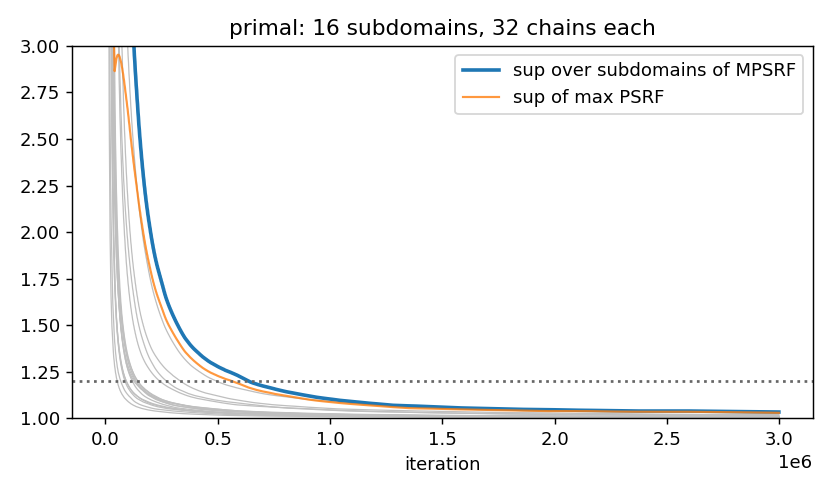 primal: 16 subdomains, 32 chains each
sup over subdomains of MPSRF
sup of max PSRF
3.00
2.75
2.50
2.25
2.00
1.75
1.50
1.25
1.00
0.0 0.5 1.0 1.5 2.0 2.5 3.0
iteration
1e6